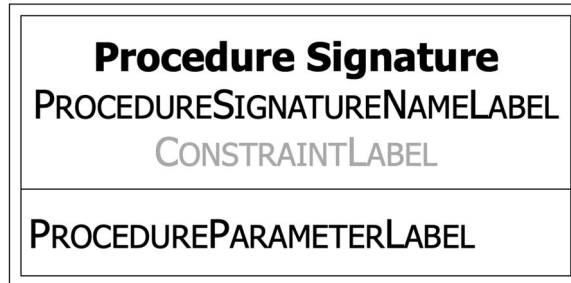 Procedure Signature
PROCEDURESIGNATURENAMELABEL
CONSTRAINTLABEL
PROCEDUREPARAMETERLABEL